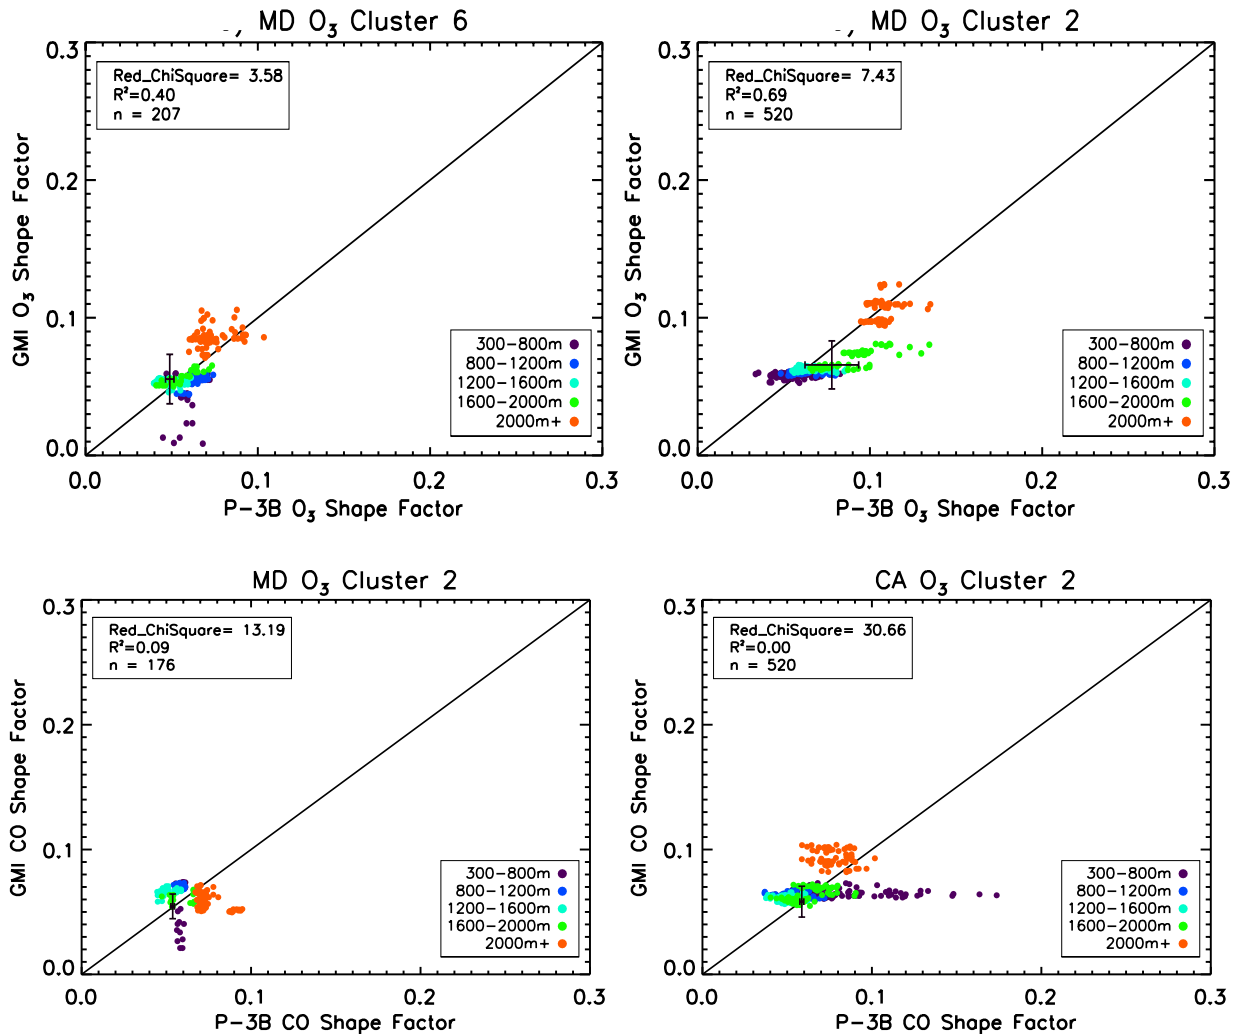 MD O₃ Cluster 6
0.3
Red_ChiSquare= 3.58
R²=0.40
n = 207
0.2
GMI O₃ Shape Factor
0.1
300-800m
800-1200m
1200-1600m
1600-2000m
2000m+
0.0
0.0 0.1 0.2 0.3
P-3B O₃ Shape Factor
MD O₃ Cluster 2
0.3
Red_ChiSquare= 7.43
R²=0.69
n = 520
0.2
GMI O₃ Shape Factor
0.1
300-800m
800-1200m
1200-1600m
1600-2000m
2000m+
0.0
0.0 0.1 0.2 0.3
P-3B O₃ Shape Factor
MD O₃ Cluster 2
0.3
Red_ChiSquare= 13.19
R²=0.09
n = 176
0.2
GMI CO Shape Factor
0.1
300-800m
800-1200m
1200-1600m
1600-2000m
2000m+
0.0
0.0 0.1 0.2 0.3
P-3B CO Shape Factor
CA O₃ Cluster 2
0.3
Red_ChiSquare= 30.66
R²=0.00
n = 520
0.2
GMI CO Shape Factor
0.1
300-800m
800-1200m
1200-1600m
1600-2000m
2000m+
0.0
0.0 0.1 0.2 0.3
P-3B CO Shape Factor